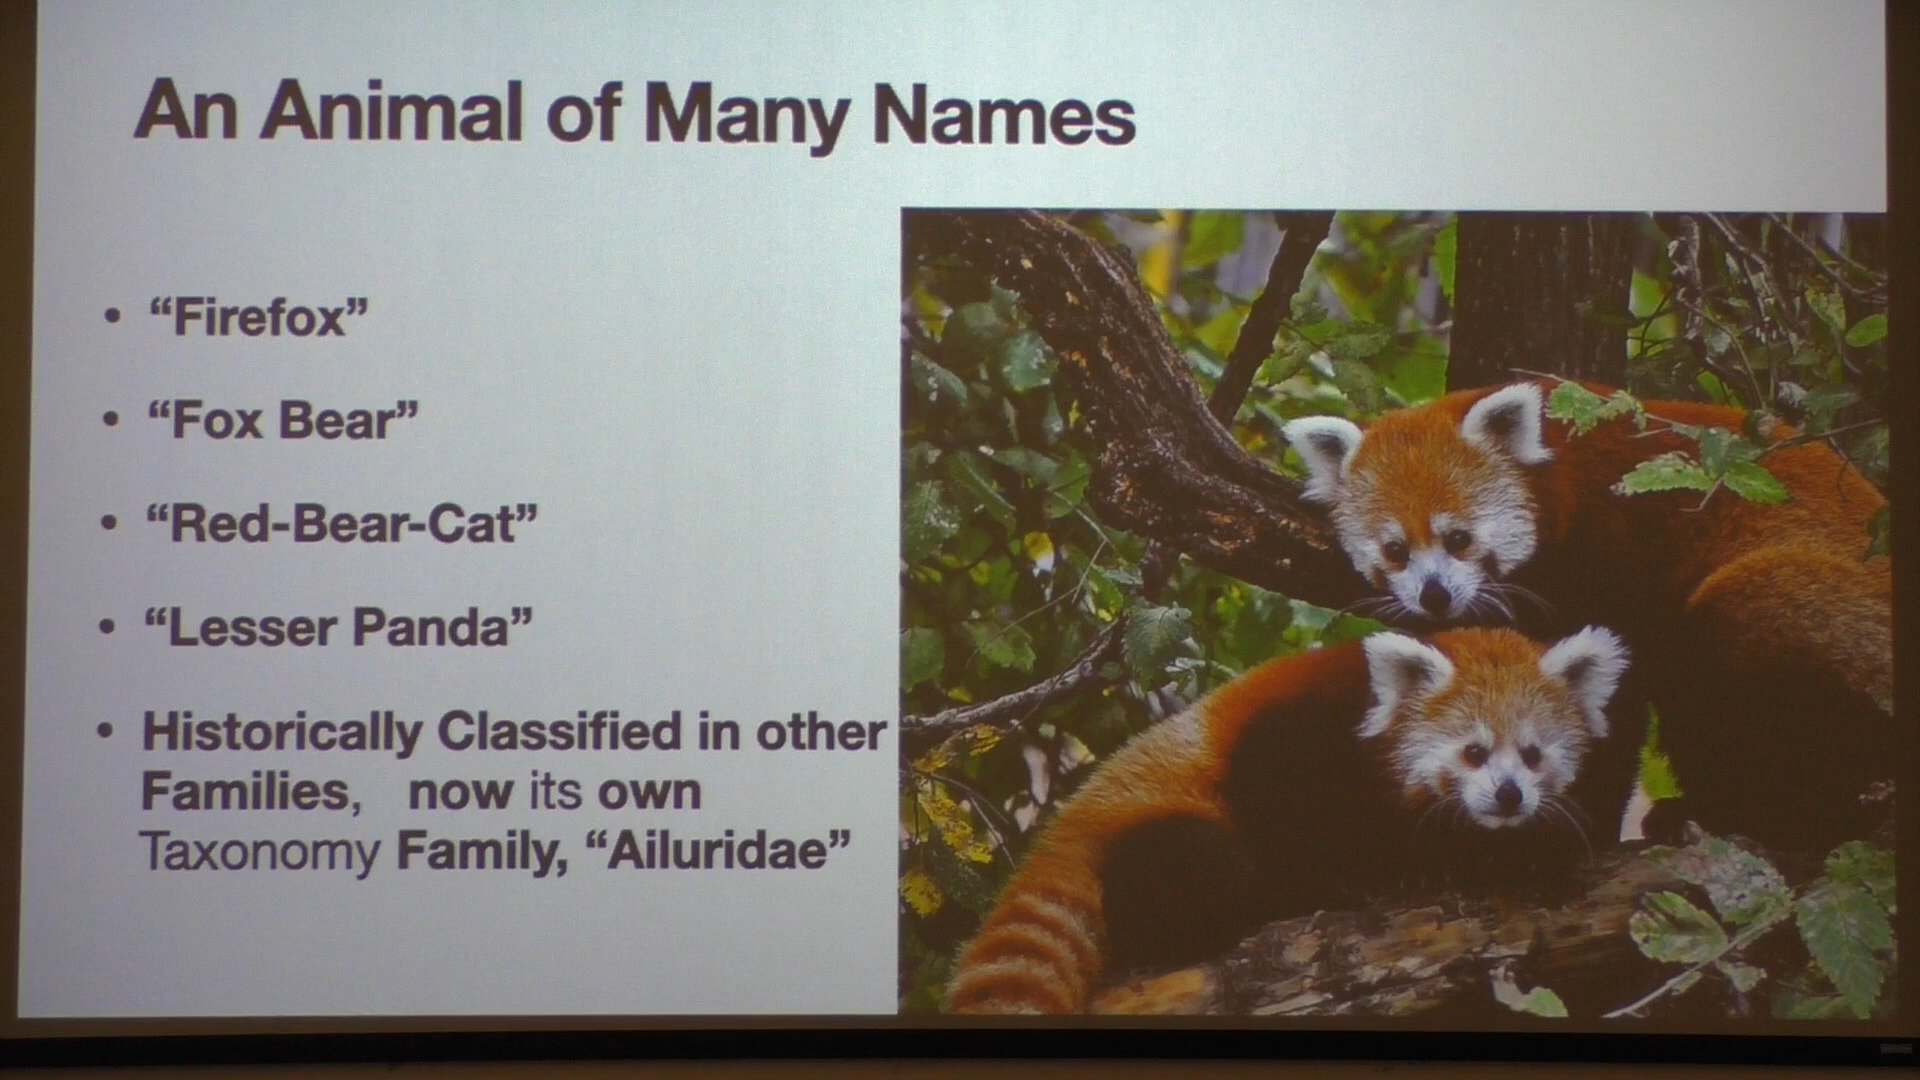 An Animal of Many Names
• “Firefox”
• “Fox Bear”
• “Red-Bear-Cat”
• “Lesser Panda”
• Historically Classified in other
Families, now its own
Taxonomy Family, “Ailuridae”